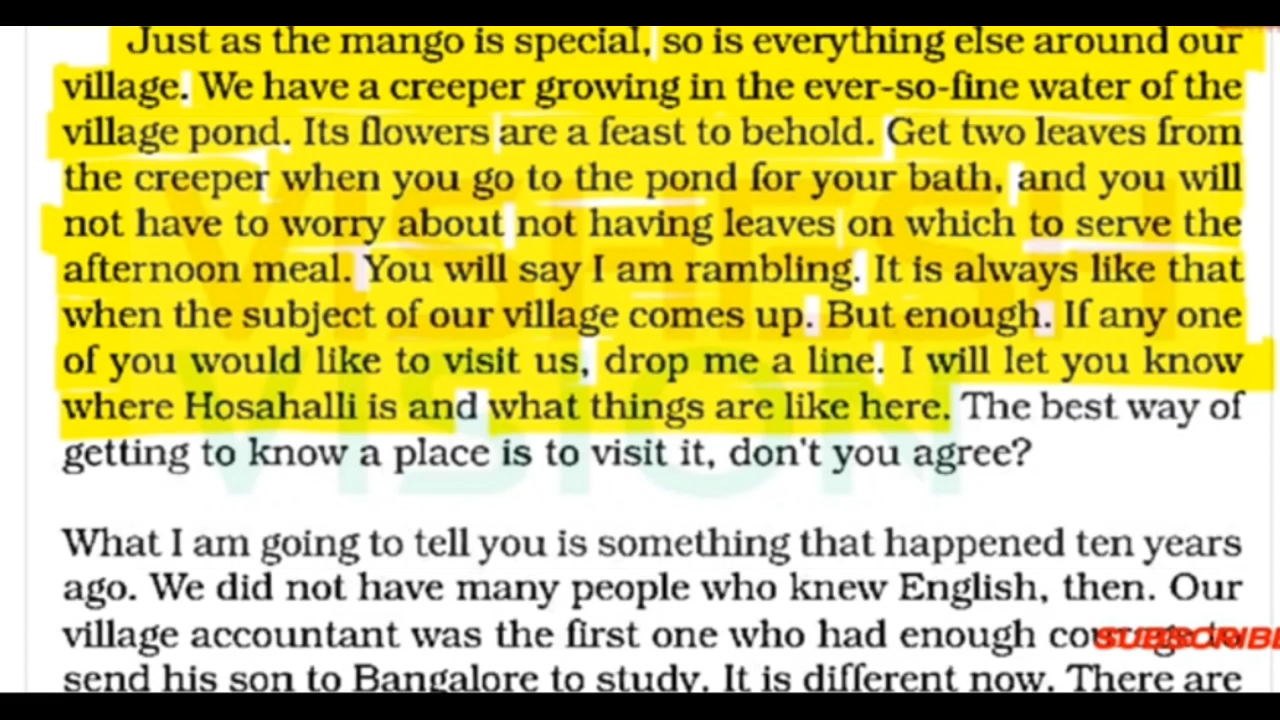 Just as the mango is special, so is everything else around our
village. We have a creeper growing in the ever-so-fine water of the
village pond. Its flowers are a feast to behold. Get two leaves from
the creeper when you go to the pond for your bath, and you will
not have to worry about not having leaves on which to serve the
afternoon meal. You will say I am rambling. It is always like that
when the subject of our village comes up. But enough. If any one
of you would like to visit us, drop me a line. I will let you know
where Hosahalli is and what things are like here. The best way of
getting to know a place is to visit it, don't you agree?
What I am going to tell you is something that happened ten years
ago. We did not have many people who knew English, then. Our
village accountant was the first one who had enough courage to
SUBSCRIBE
send his son to Bangalore to study. It is different now. There are
VISION